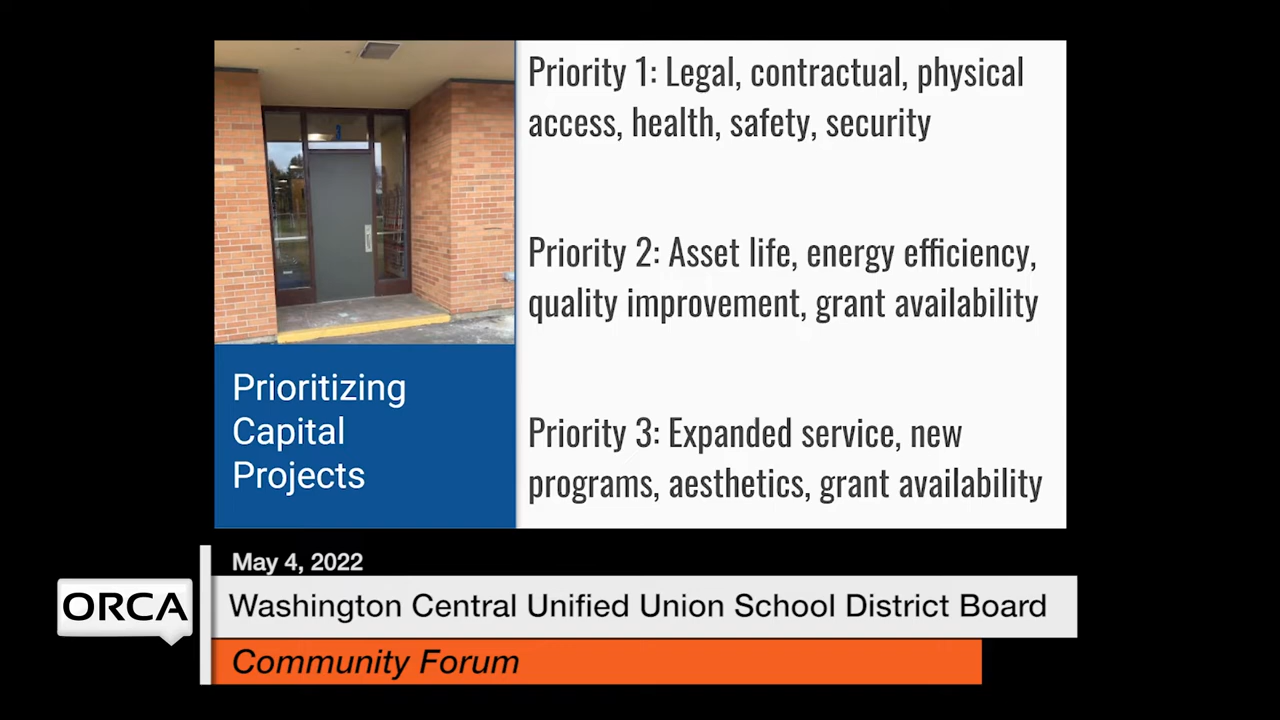 Priority 1: Legal, contractual, physical
access, health, safety, security
Priority 2: Asset life, energy efficiency,
quality improvement, grant availability
Priority 3: Expanded service, new
programs, aesthetics, grant availability
Prioritizing
Capital
Projects
May 4, 2022
ORCA
Washington Central Unified Union School District Board
Community Forum